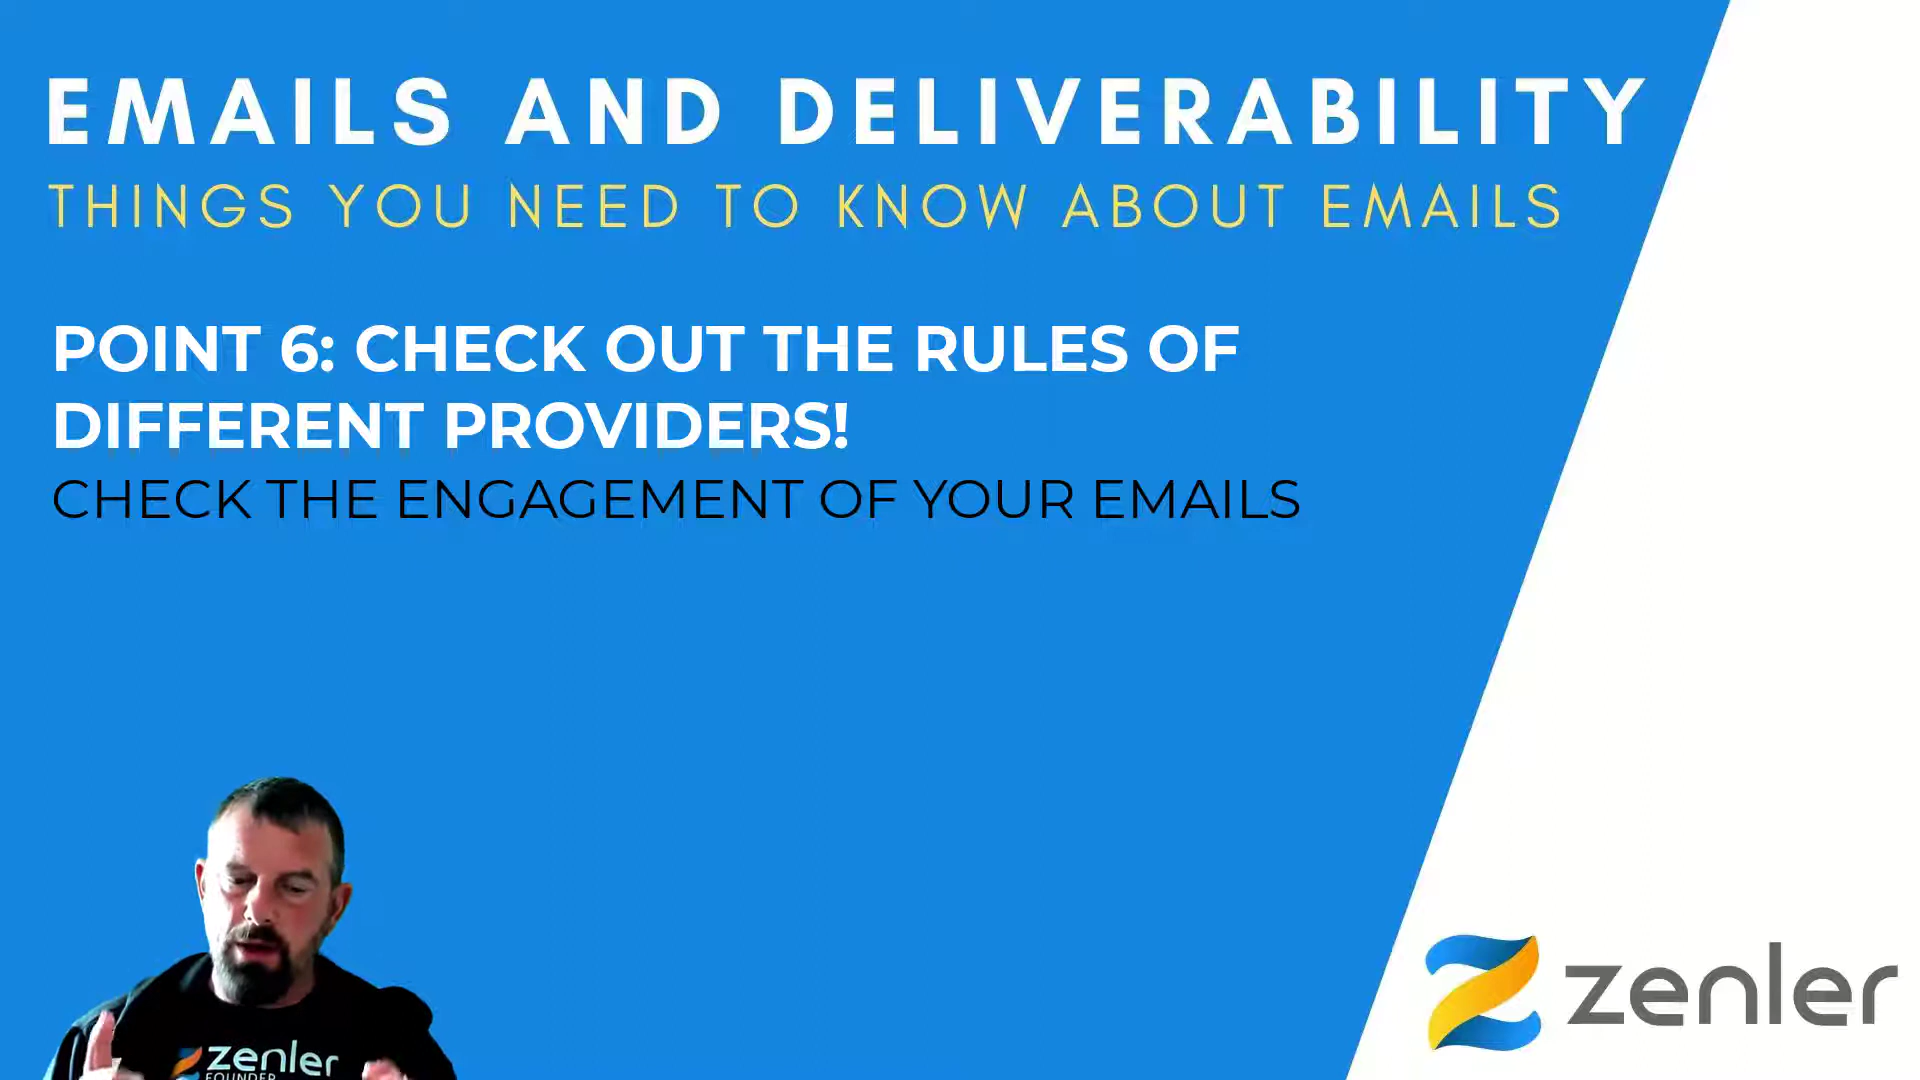 EMAILS AND DELIVERABILITY
THINGS YOU NEED TO KNOW ABOUT EMAILS
POINT 6: CHECK OUT THE RULES OF
DIFFERENT PROVIDERS!
CHECK THE ENGAGEMENT OF YOUR EMAILS
zenler
zenler
FOUNDER